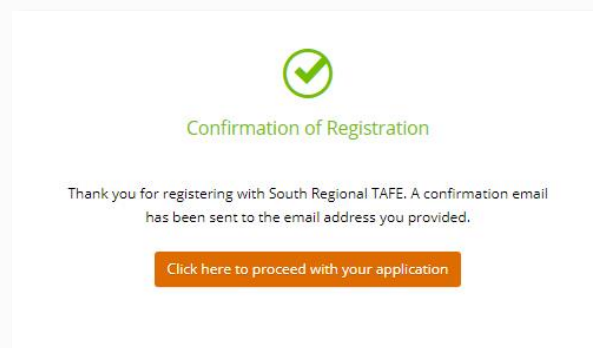 Confirmation of Registration
Thank you for registering with South Regional TAFE. A confirmation email
has been sent to the email address you provided.
Click here to proceed with your application